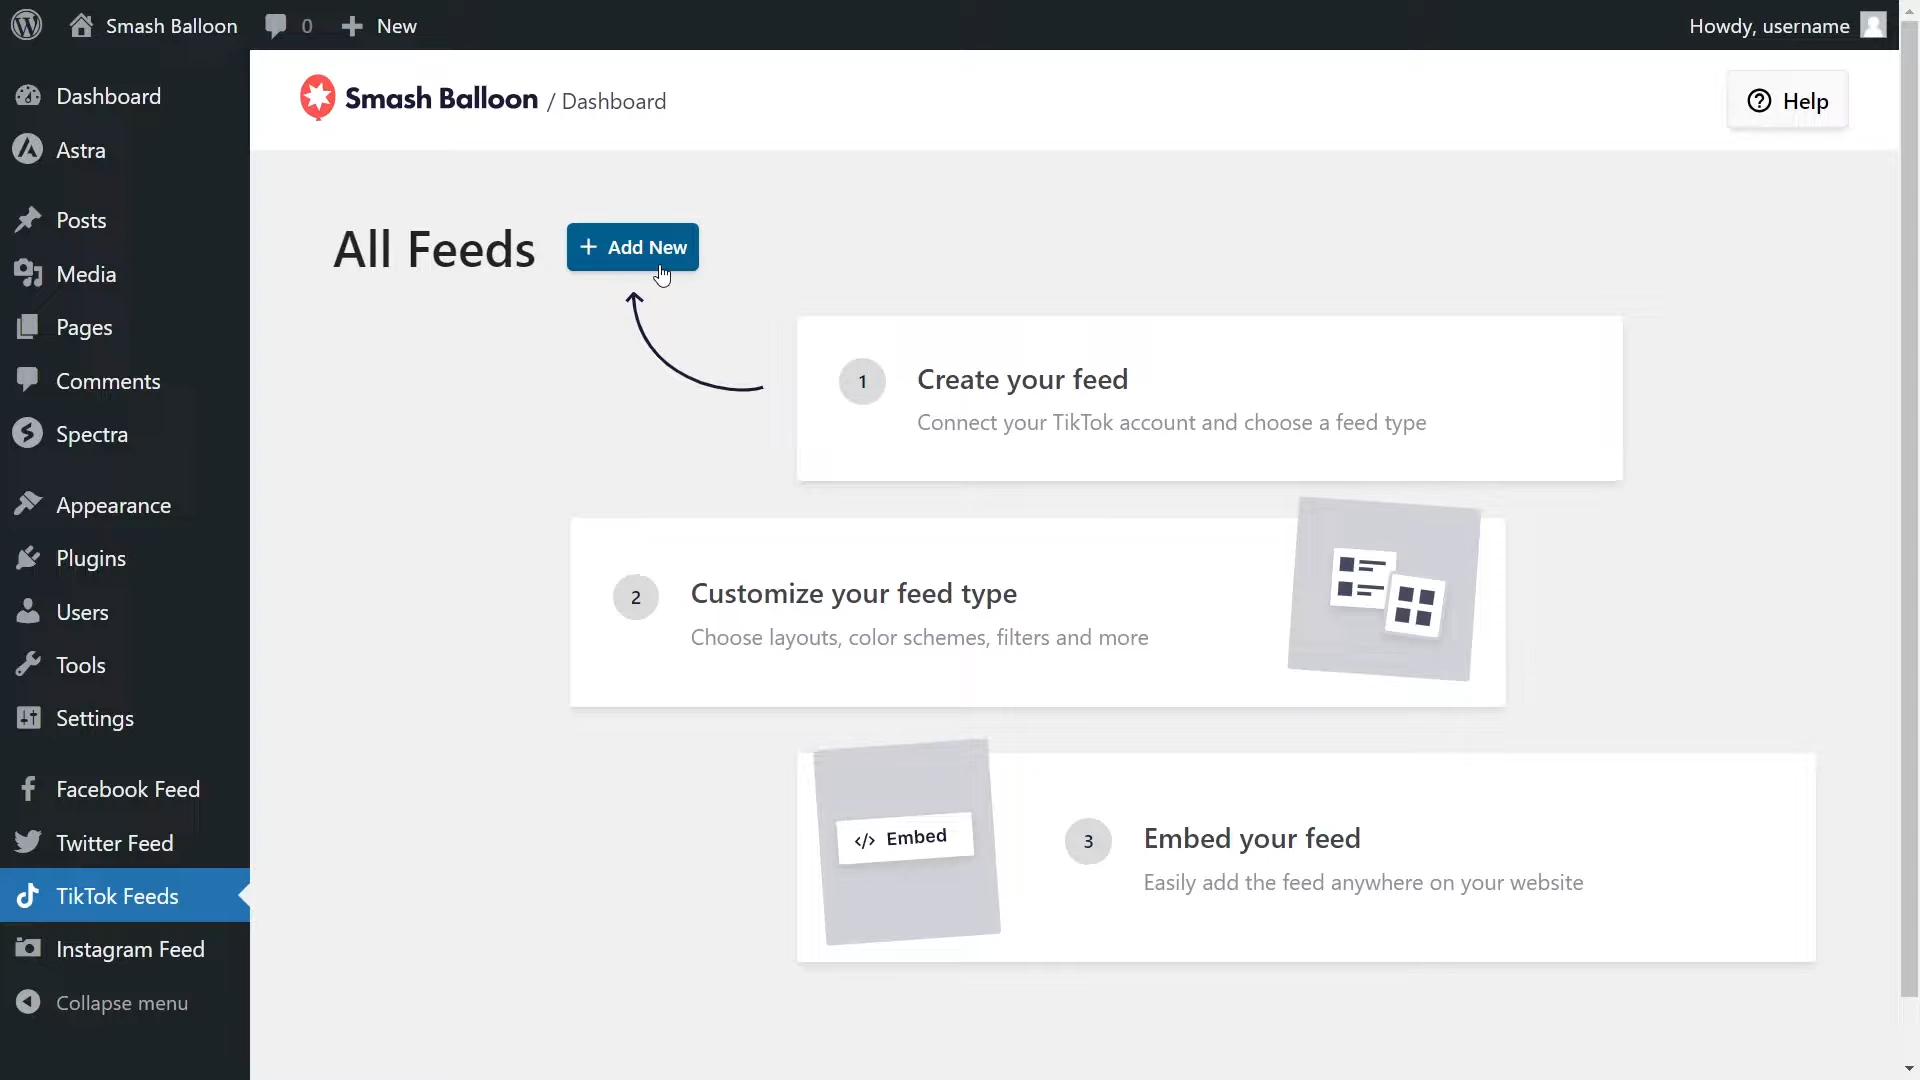 Smash Balloon
0
New
Howdy, username
Dashboard
Astra
Posts
Media
Pages
Comments
Spectra
Appearance
Plugins
Users
Tools
Settings
Facebook Feed
Twitter Feed
TikTok Feeds
Instagram Feed
Collapse menu
Smash Balloon / Dashboard
Help
All Feeds
+ Add New
1
Create your feed
Connect your TikTok account and choose a feed type
2
Customize your feed type
Choose layouts, color schemes, filters and more
</> Embed
3
Embed your feed
Easily add the feed anywhere on your website